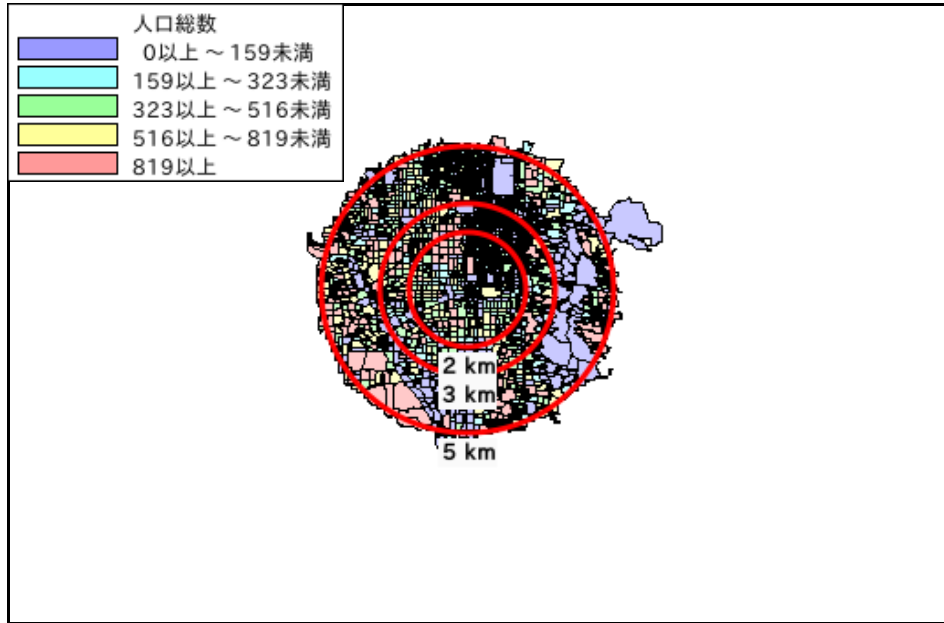 人口総数
0以上 ～ 159未満
159以上 ～ 323未満
323以上 ～ 516未満
516以上 ～ 819未満
819以上
2 km
3 km
5 km